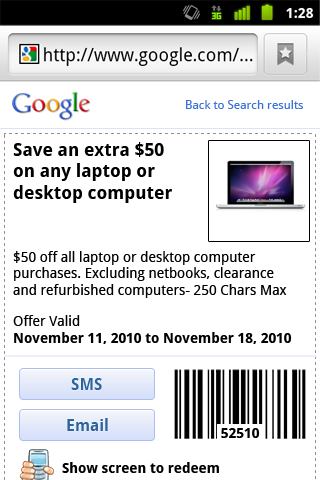 3G 1:28
http://www.google.com/...
Google Back to Search results
Save an extra $50
on any laptop or
desktop computer
$50 off all laptop or desktop computer
purchases. Excluding netbooks, clearance
and refurbished computers- 250 Chars Max
Offer Valid
November 11, 2010 to November 18, 2010
SMS
Email
52510
Show screen to redeem